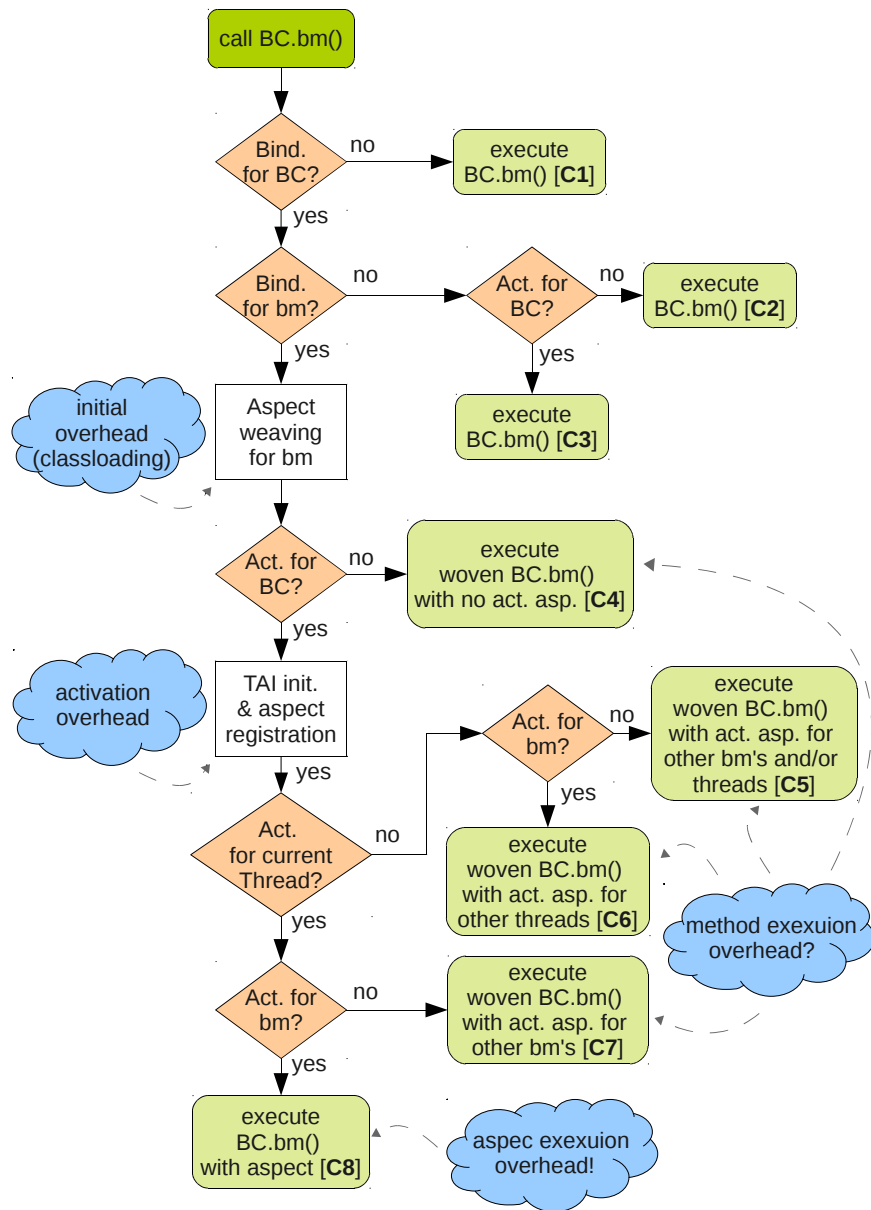 call BC.bm()
Bind.
for BC?
no
execute
BC.bm() [C1]
yes
Bind.
for bm?
no
Act. for
BC?
no
execute
BC.bm() [C2]
yes
yes
initial
overhead
(classloading)
Aspect
weaving
for bm
execute
BC.bm() [C3]
Act. for
BC?
no
execute
woven BC.bm()
with no act. asp. [C4]
yes
activation
overhead
TAI init.
& aspect
registration
Act. for
bm?
no
execute
woven BC.bm()
with act. asp. for
other bm's and/or
threads [C5]
yes
yes
Act.
for current
Thread?
no
execute
woven BC.bm()
with act. asp. for
other threads [C6]
method exexuion
overhead?
yes
Act. for
bm?
no
execute
woven BC.bm()
with act. asp. for
other bm's [C7]
yes
execute
BC.bm()
with aspect [C8]
aspec exexuion
overhead!